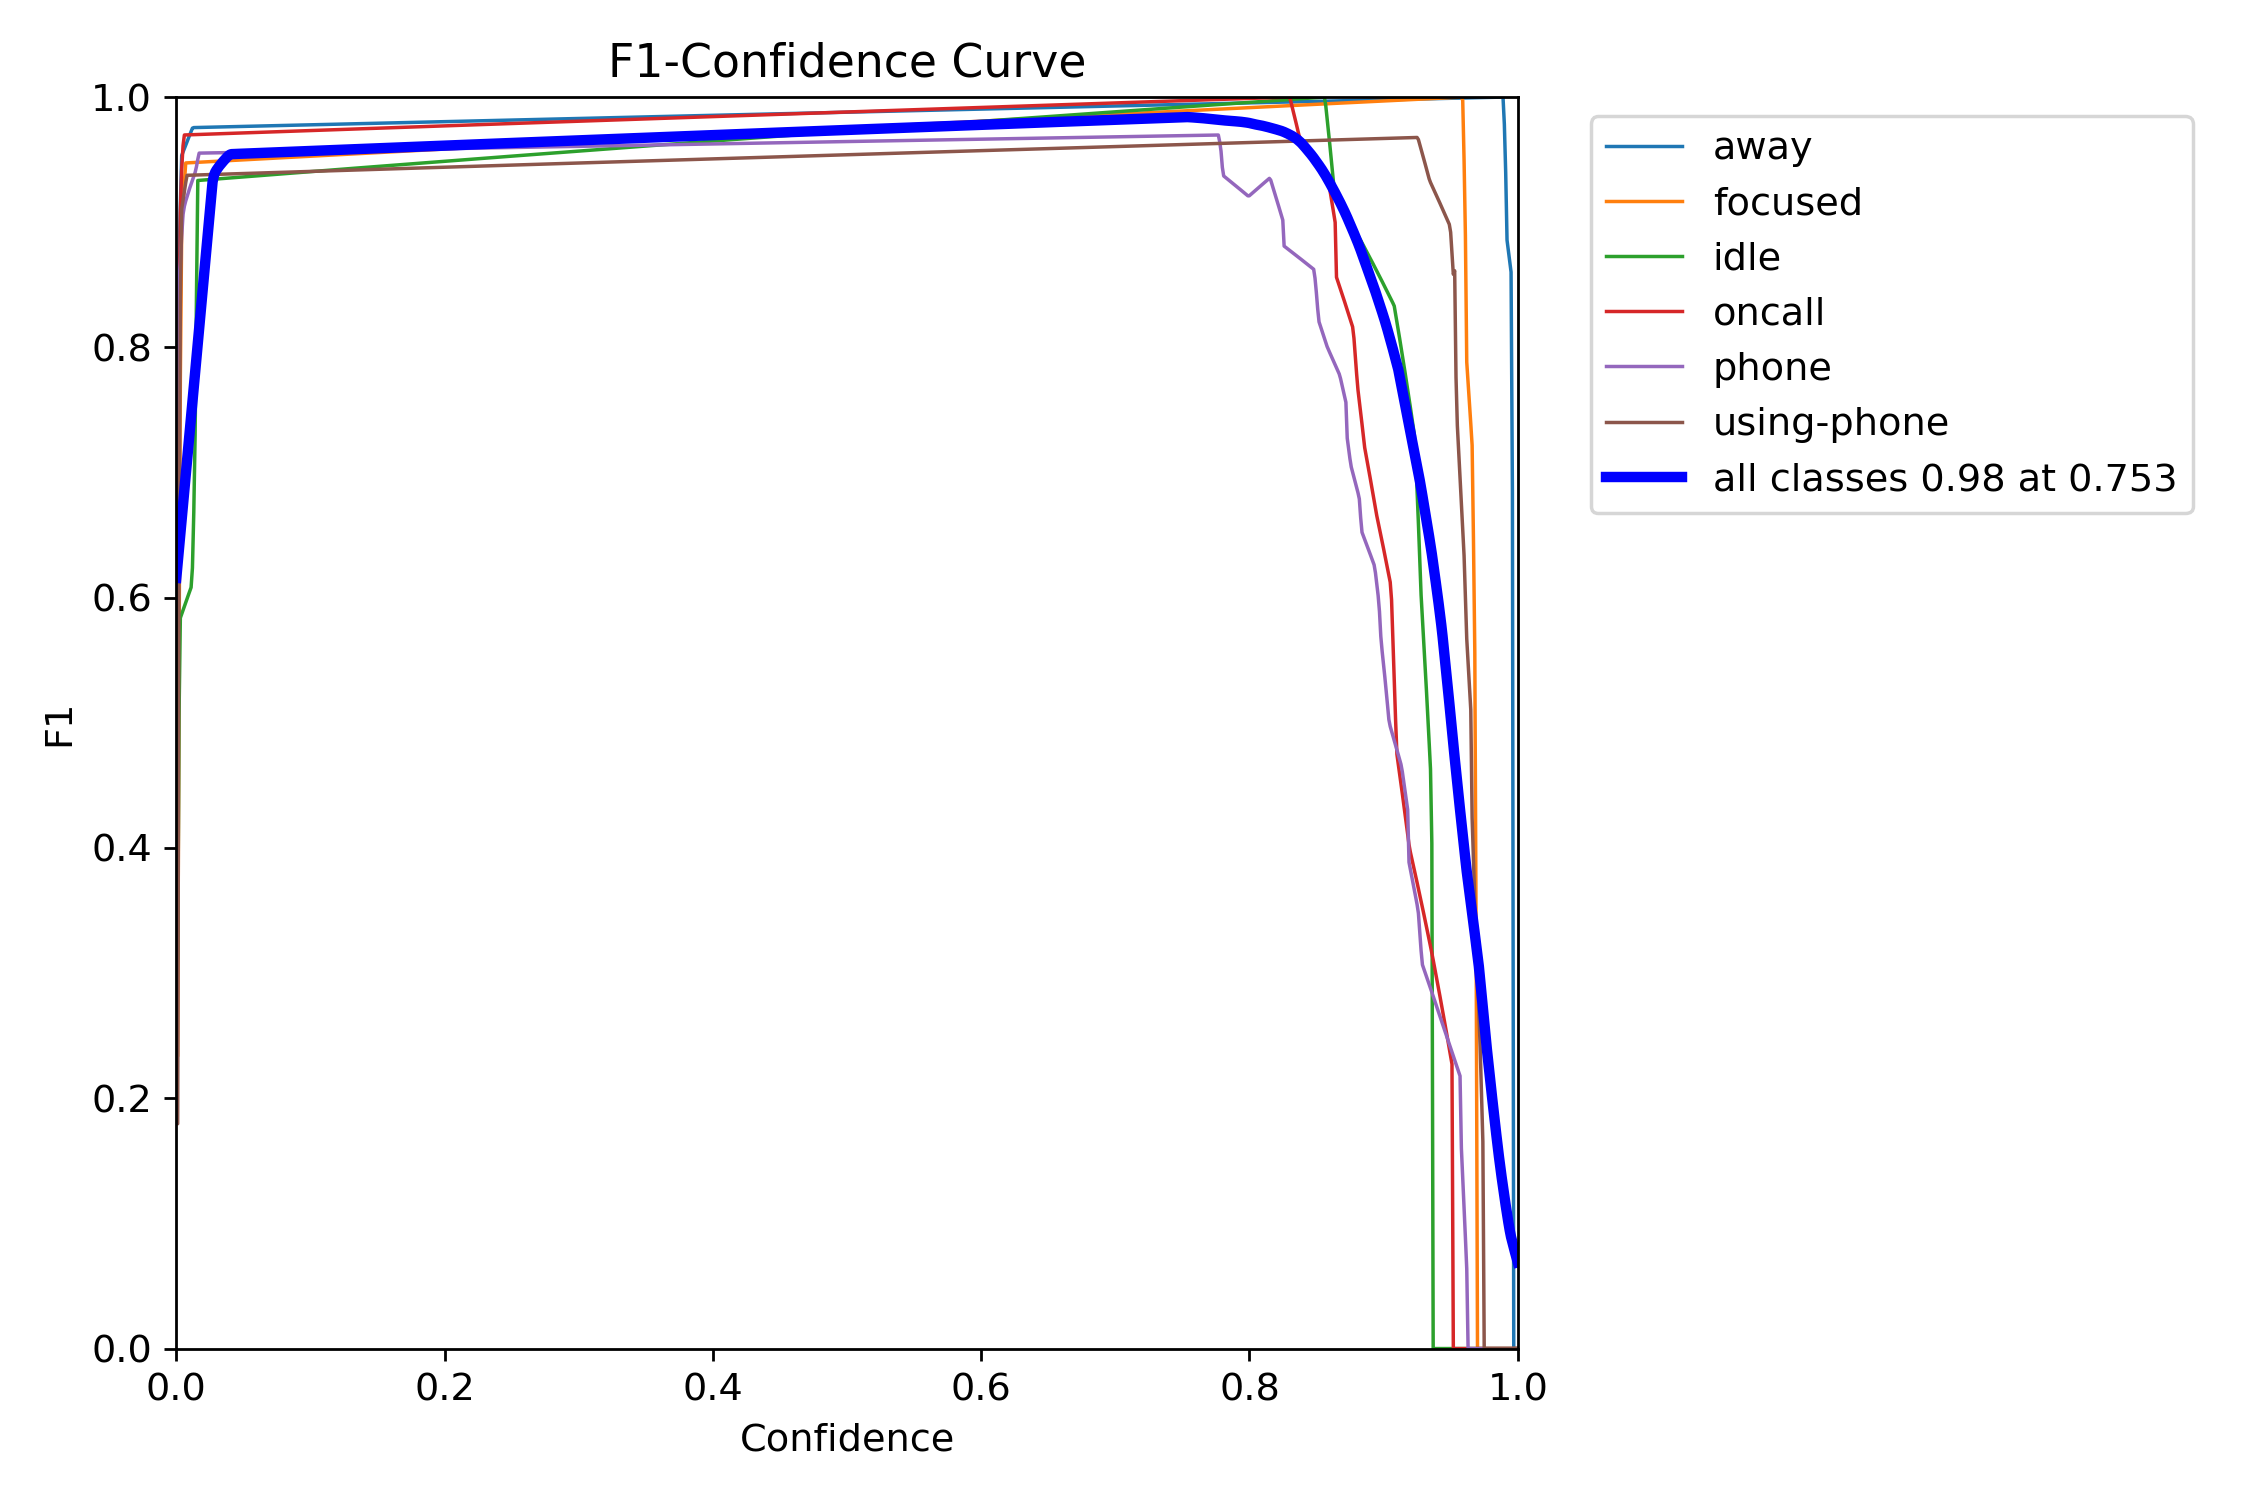 F1-Confidence Curve
1.0
0.8
0.6
0.4
0.2
0.0
F1
0.0 0.2 0.4 0.6 0.8 1.0
Confidence
away
focused
idle
oncall
phone
using-phone
all classes 0.98 at 0.753